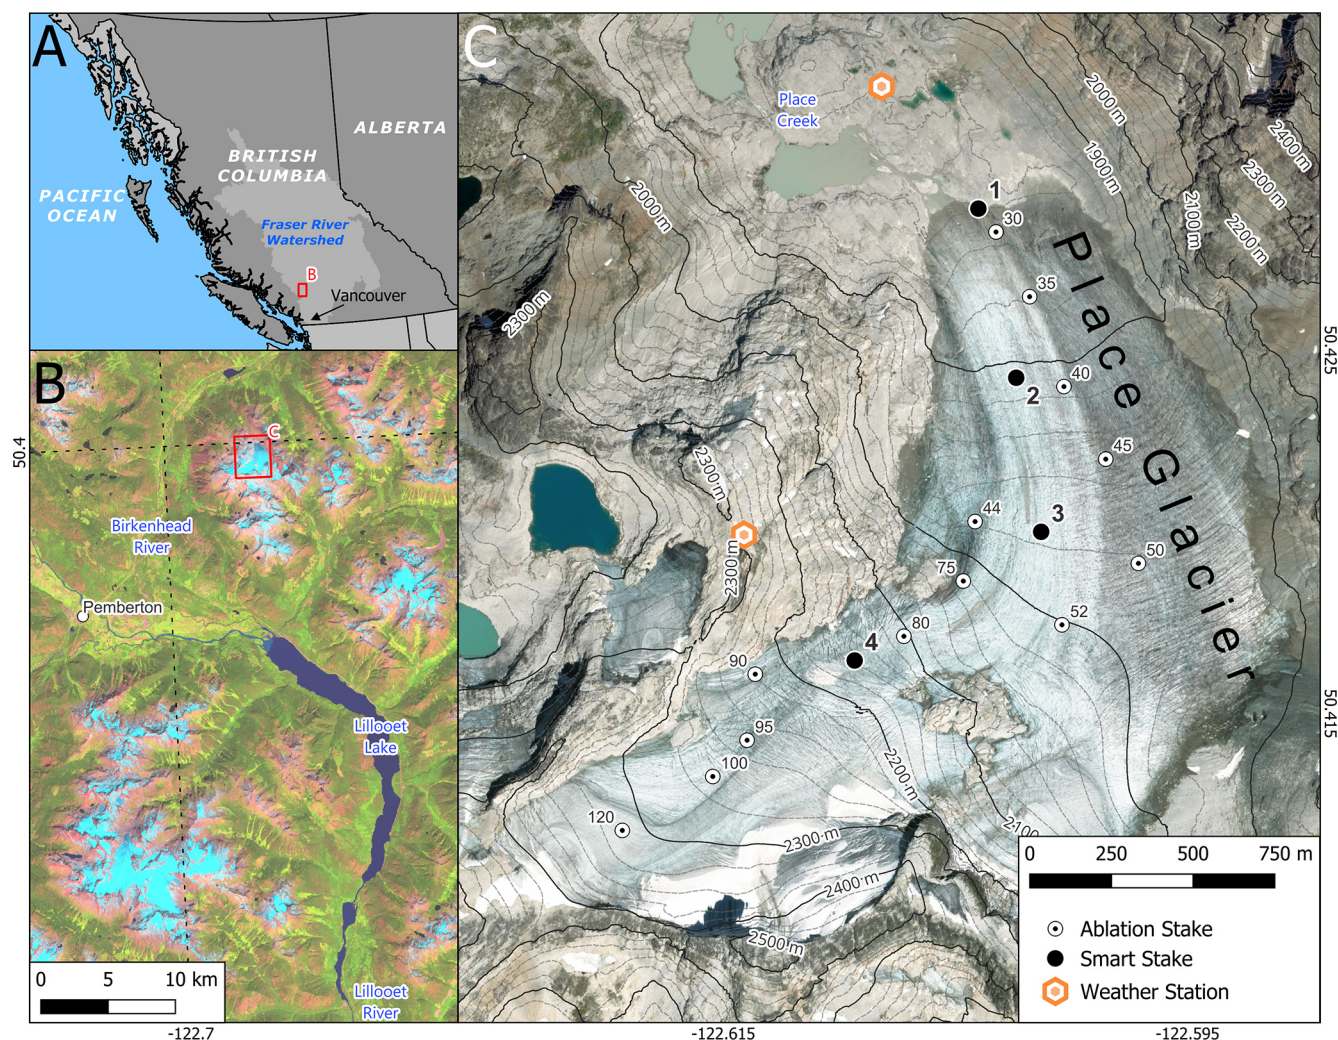 A
ALBERTA
BRITISH
COLUMBIA
PACIFIC
OCEAN
Fraser River
Watershed
B
Vancouver
B
C
50.4
Birkenhead
River
Pemberton
Lillooet
Lake
Lillooet
River
0 5 10 km
-122.7
C
Place
Creek
2000 m
2400 m
1900 m
2300 m
2100 m
2200 m
2000 m
2300 m
1
30
35
Place Glacier
50.425
2
40
45
2300 m
44
3
50
2300 m
75
52
80
4
90
50.415
95
100
2200 m
120
2100
2300 m
2400 m
2500 m
0 250 500 750 m
Ablation Stake
Smart Stake
Weather Station
-122.615
-122.595